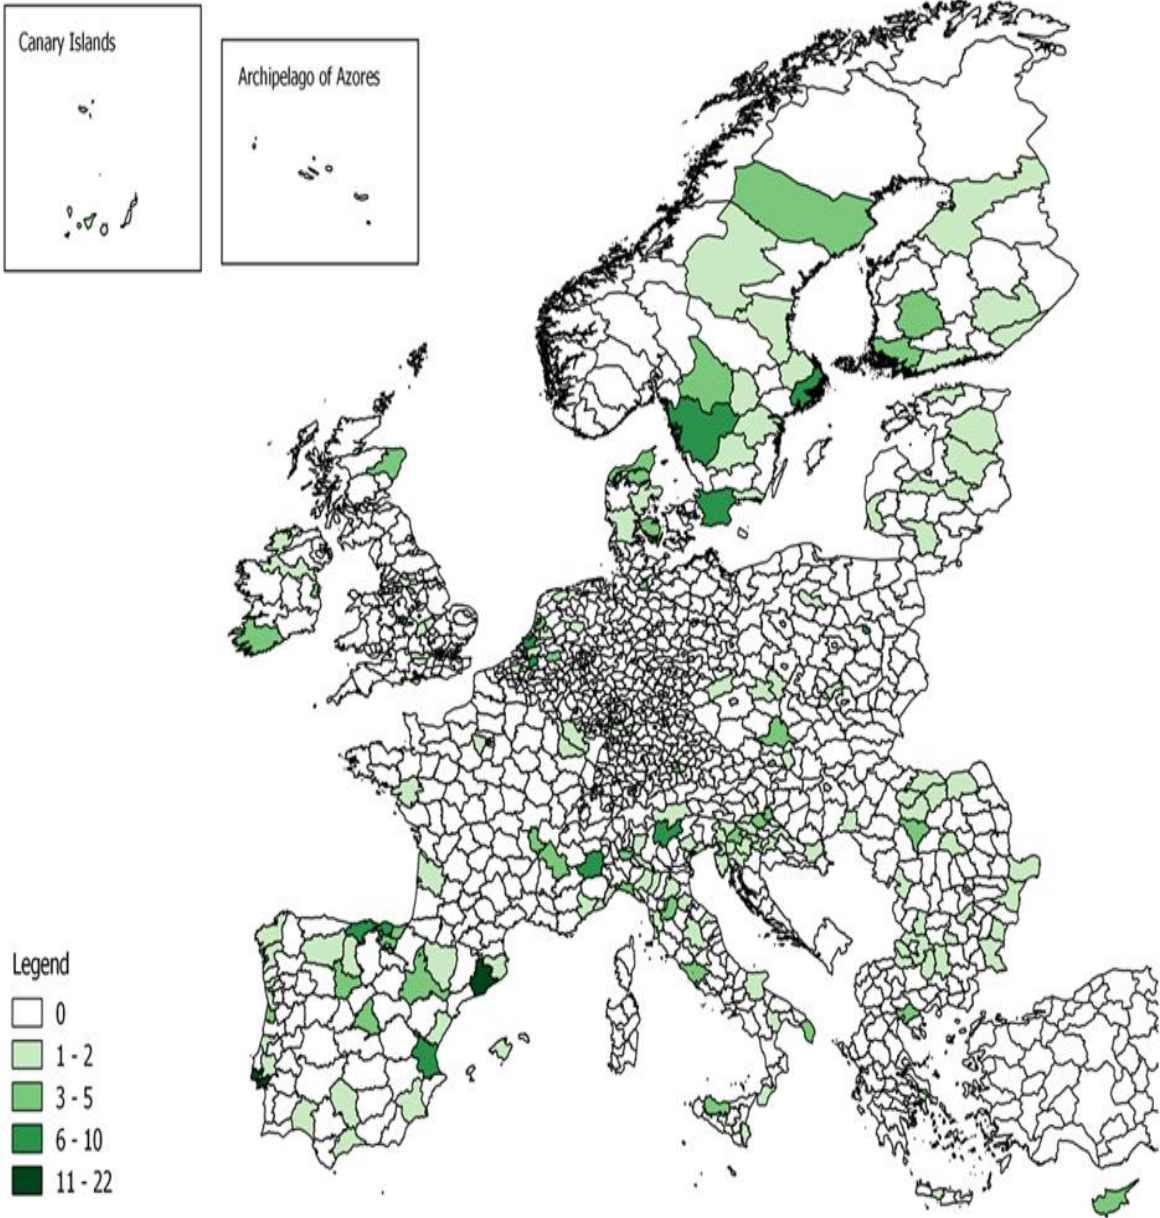 Canary Islands
Archipelago of Azores
Legend
0
1 - 2
3 - 5
6 - 10
11 - 22